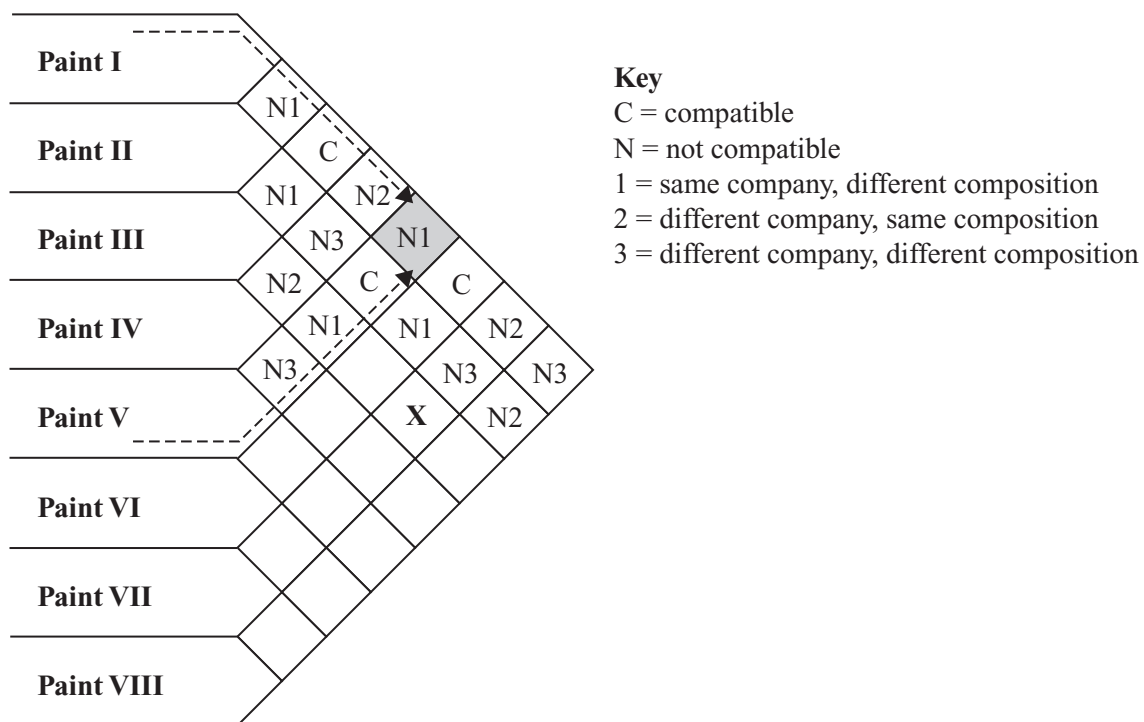 Paint I
Paint II
Paint III
Paint IV
Paint V
Paint VI
Paint VII
Paint VIII
N1
C
N1
N2
N3
N1
N2
C
C
N1
N1
N2
N3
N3
N3
X
N2
Key
C = compatible
N = not compatible
1 = same company, different composition
2 = different company, same composition
3 = different company, different composition